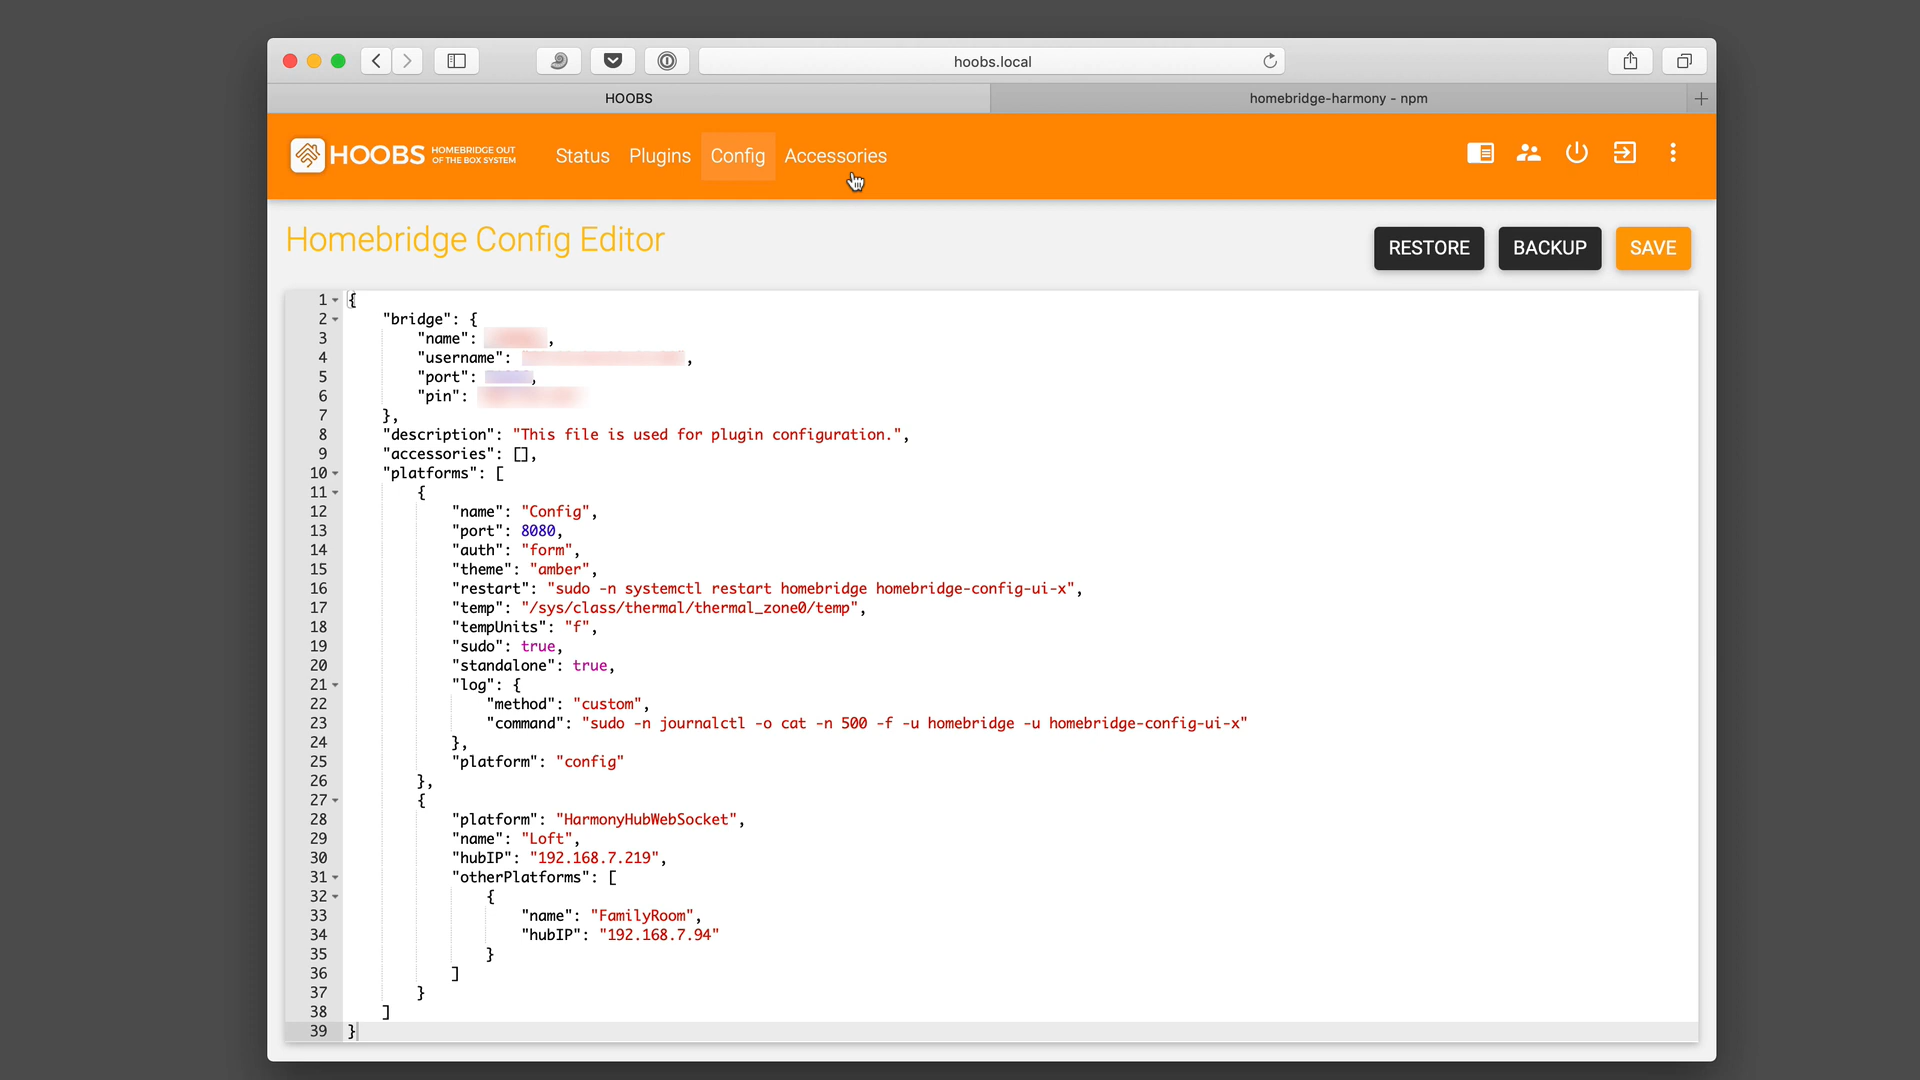 hoobs.local
HOOBS
homebridge-harmony - npm
HOOBS HOMEBRIDGE OUT
OF THE BOX SYSTEM
Status Plugins Config Accessories
Homebridge Config Editor
RESTORE BACKUP SAVE
1 {
2 "bridge": {
3 "name": ,
4 "username": ,
5 "port": ,
6 "pin":
7 },
8 "description": "This file is used for plugin configuration.",
9 "accessories": [],
10 "platforms": [
11 {
12 "name": "Config",
13 "port": 8080,
14 "auth": "form",
15 "theme": "amber",
16 "restart": "sudo -n systemctl restart homebridge homebridge-config-ui-x",
17 "temp": "/sys/class/thermal/thermal_zone0/temp",
18 "tempUnits": "f",
19 "sudo": true,
20 "standalone": true,
21 "log": {
22 "method": "custom",
23 "command": "sudo -n journalctl -o cat -n 500 -f -u homebridge -u homebridge-config-ui-x"
24 },
25 "platform": "config"
26 },
27 {
28 "platform": "HarmonyHubWebSocket",
29 "name": "Loft",
30 "hubIP": "192.168.7.219",
31 "otherPlatforms": [
32 {
33 "name": "FamilyRoom",
34 "hubIP": "192.168.7.94"
35 }
36 ]
37 }
38 ]
39 }